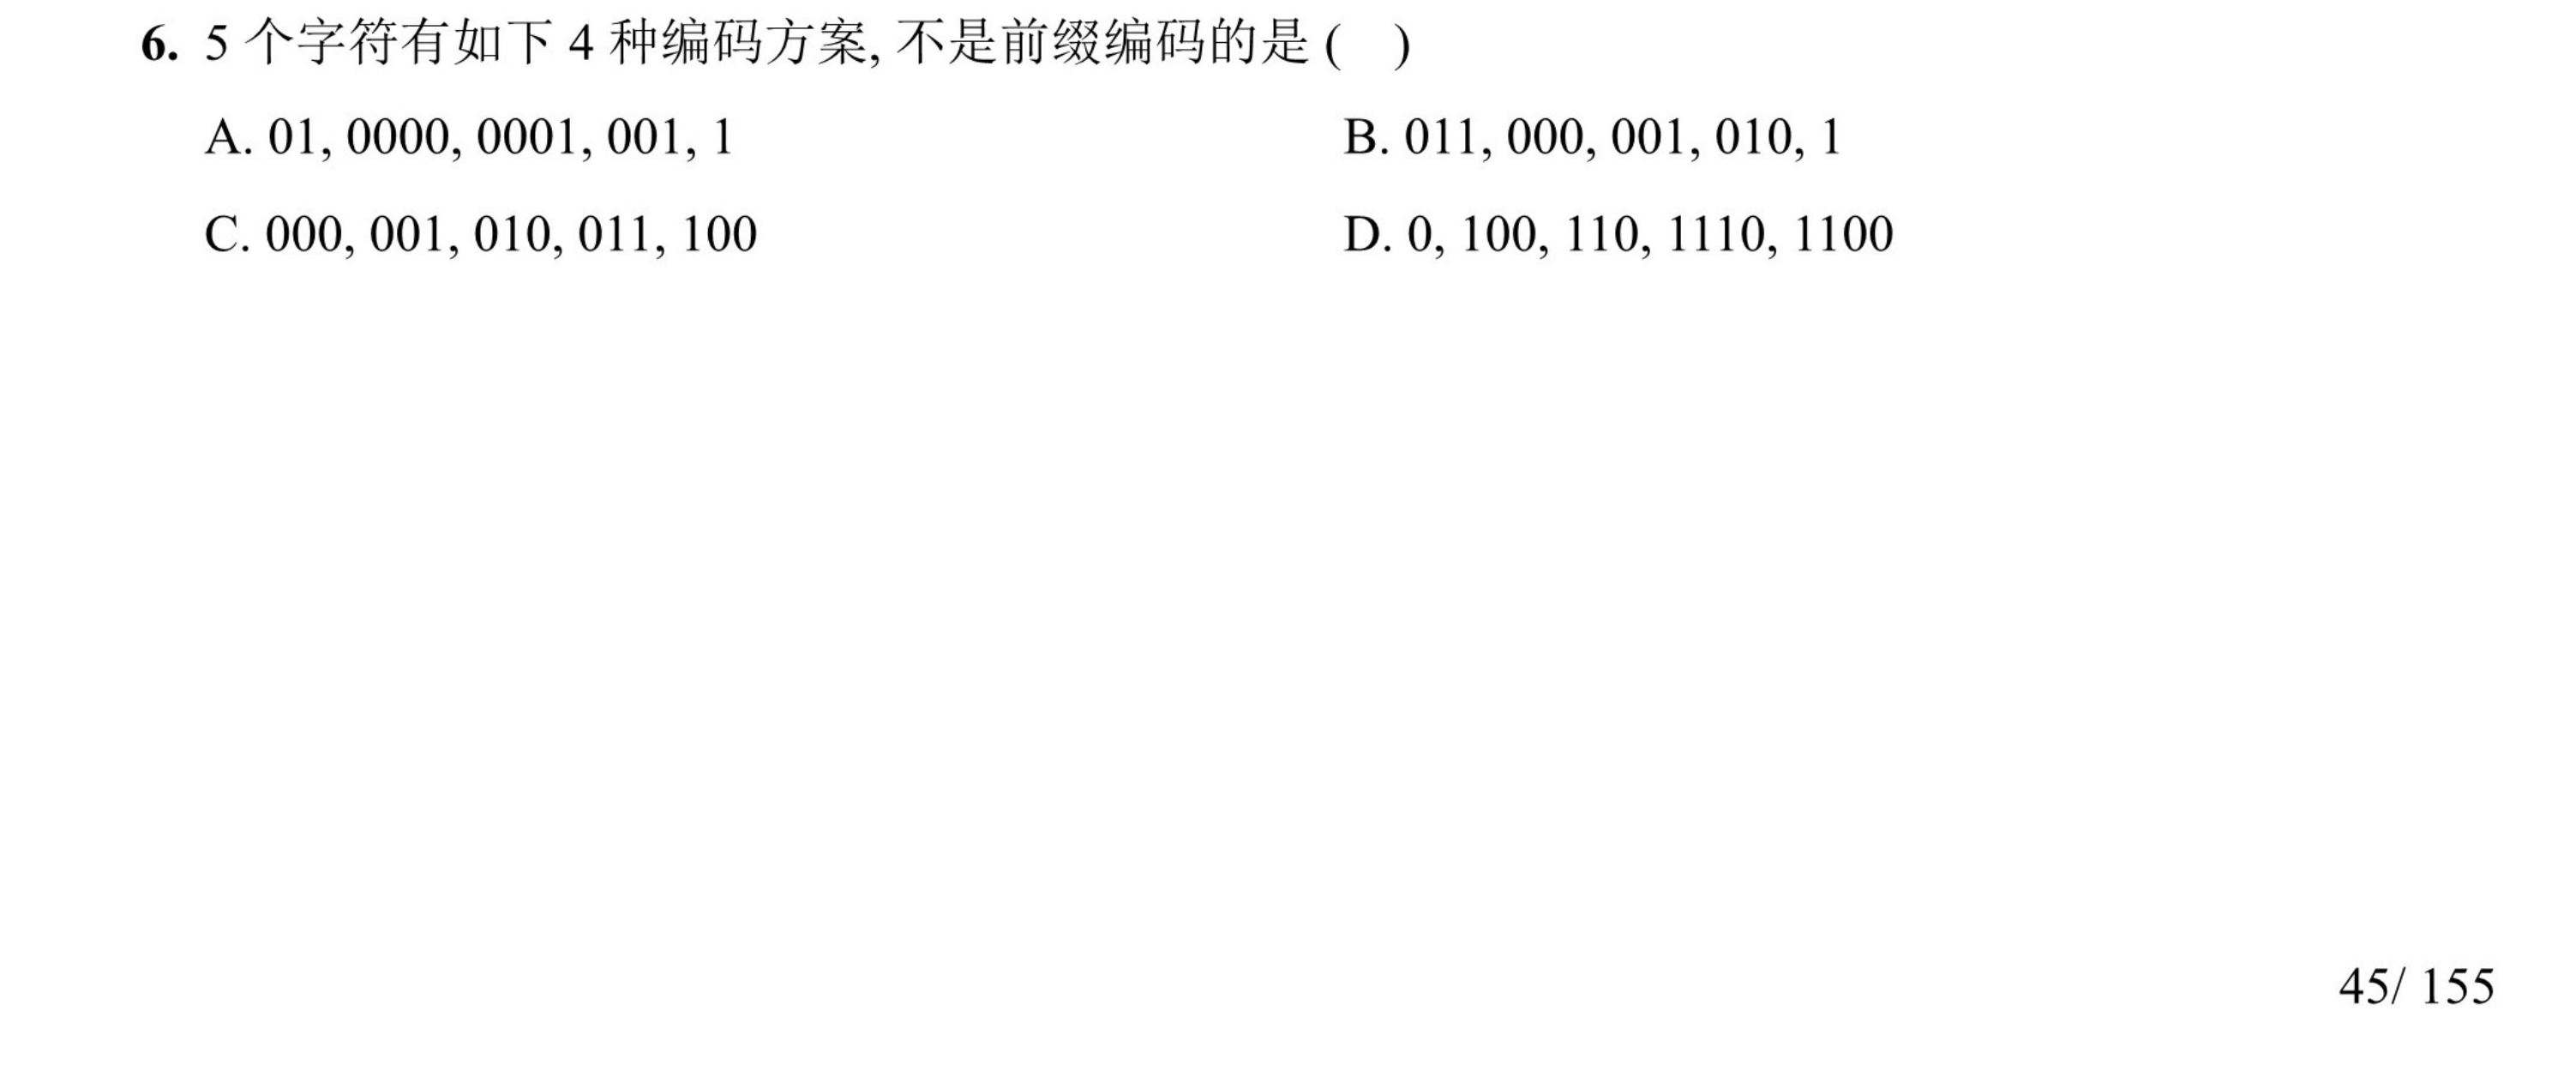 6. 5 个字符有如下 4 种编码方案, 不是前缀编码的是 ( )
A. 01, 0000, 0001, 001, 1 B. 011, 000, 001, 010, 1
C. 000, 001, 010, 011, 100 D. 0, 100, 110, 1110, 1100
45/ 155